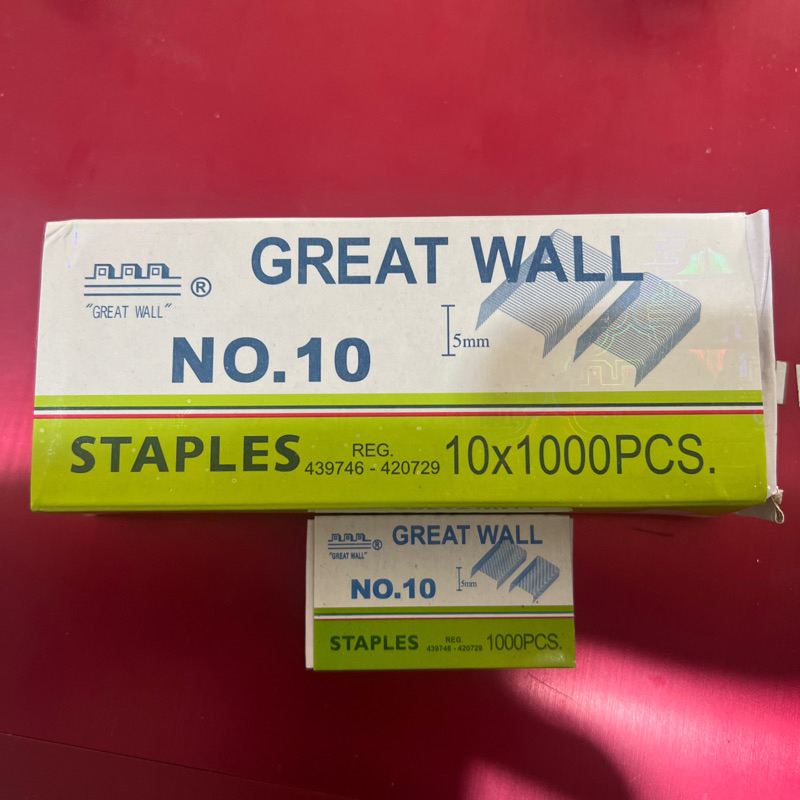 GREAT WALL
®
"GREAT WALL"
5mm
NO.10
STAPLES REG. 439746 - 420729 10x1000PCS.
GREAT WALL
®
"GREAT WALL"
5mm
NO.10
STAPLES REG. 439746 - 420729 1000PCS.